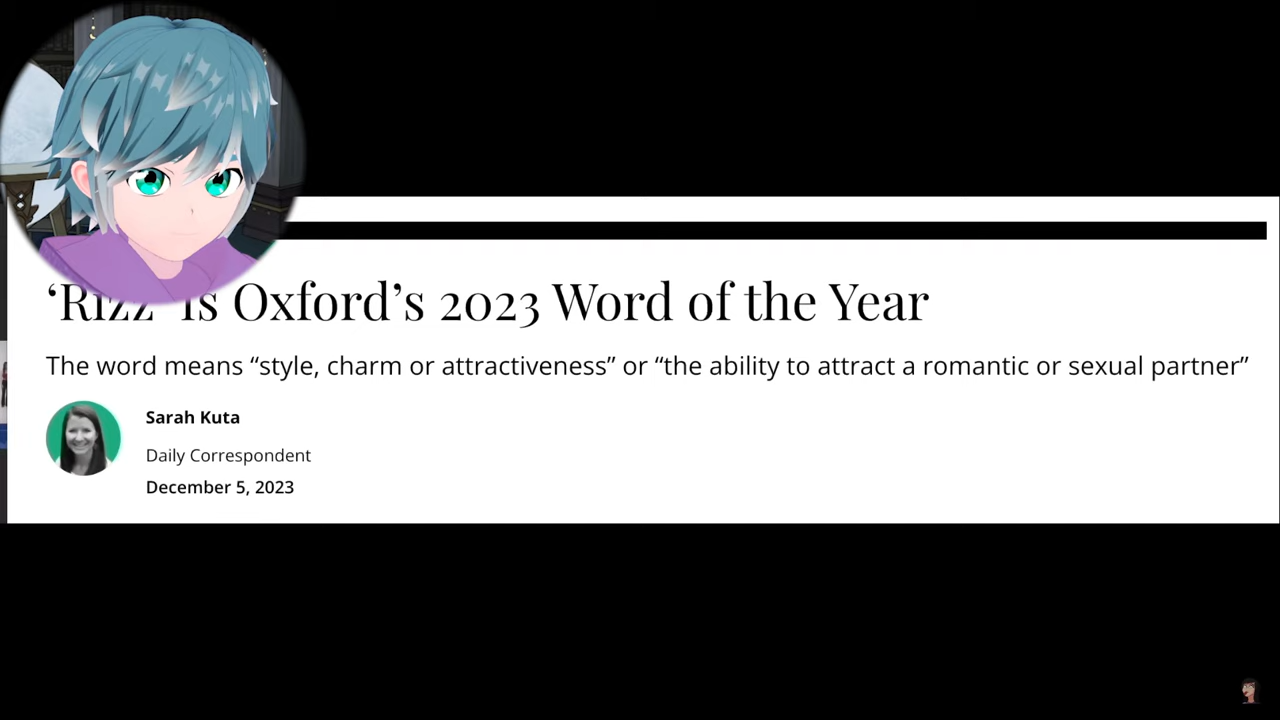 ‘Rizz’ Is Oxford’s 2023 Word of the Year
The word means “style, charm or attractiveness” or “the ability to attract a romantic or sexual partner”
Sarah Kuta
Daily Correspondent
December 5, 2023